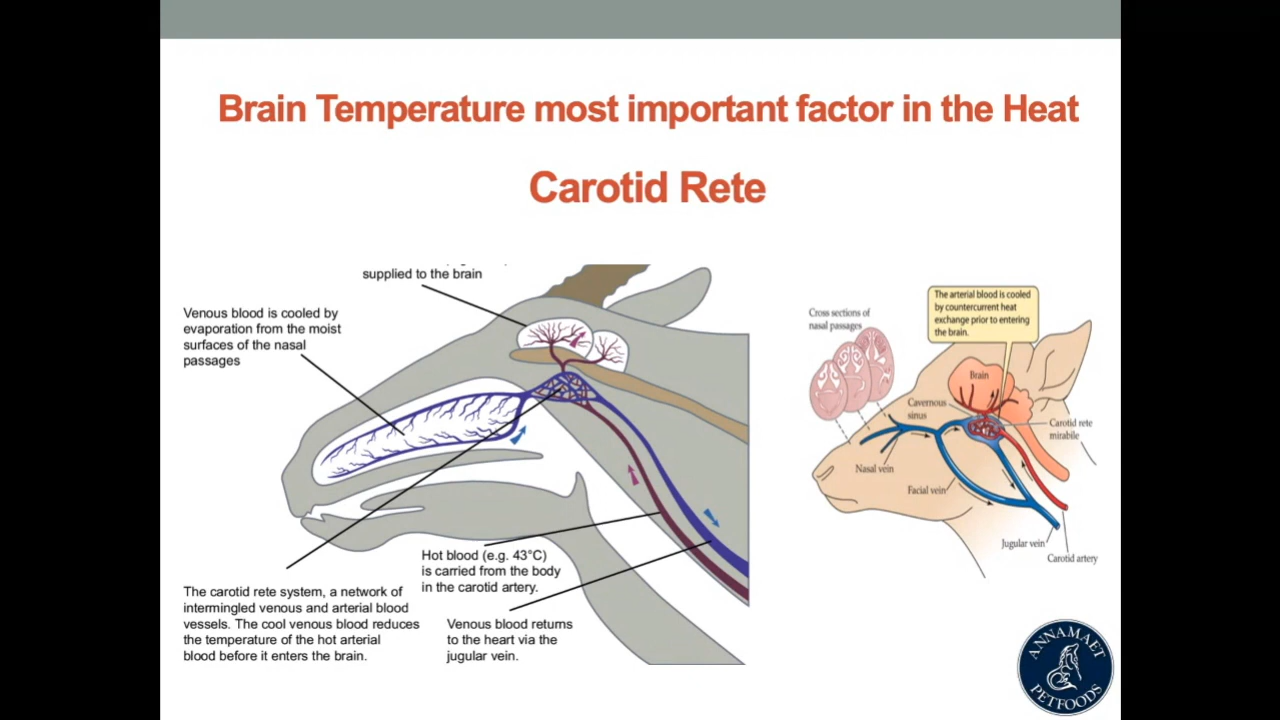 Brain Temperature most important factor in the Heat
Carotid Rete
supplied to the brain
Venous blood is cooled by
evaporation from the moist
surfaces of the nasal
passages
Hot blood (e.g. 43°C)
is carried from the body
in the carotid artery.
The carotid rete system, a network of
intermingled venous and arterial blood
vessels. The cool venous blood reduces
the temperature of the hot arterial
blood before it enters the brain.
Venous blood returns
to the heart via the
jugular vein.
The arterial blood is cooled
by countercurrent heat
exchange prior to entering
the brain.
Cross sections of
nasal passages
Brain
Cavernous
sinus
Carotid rete
mirabile
Nasal vein
Facial vein
Jugular vein
Carotid artery
ANNAMAET
PETFOODS